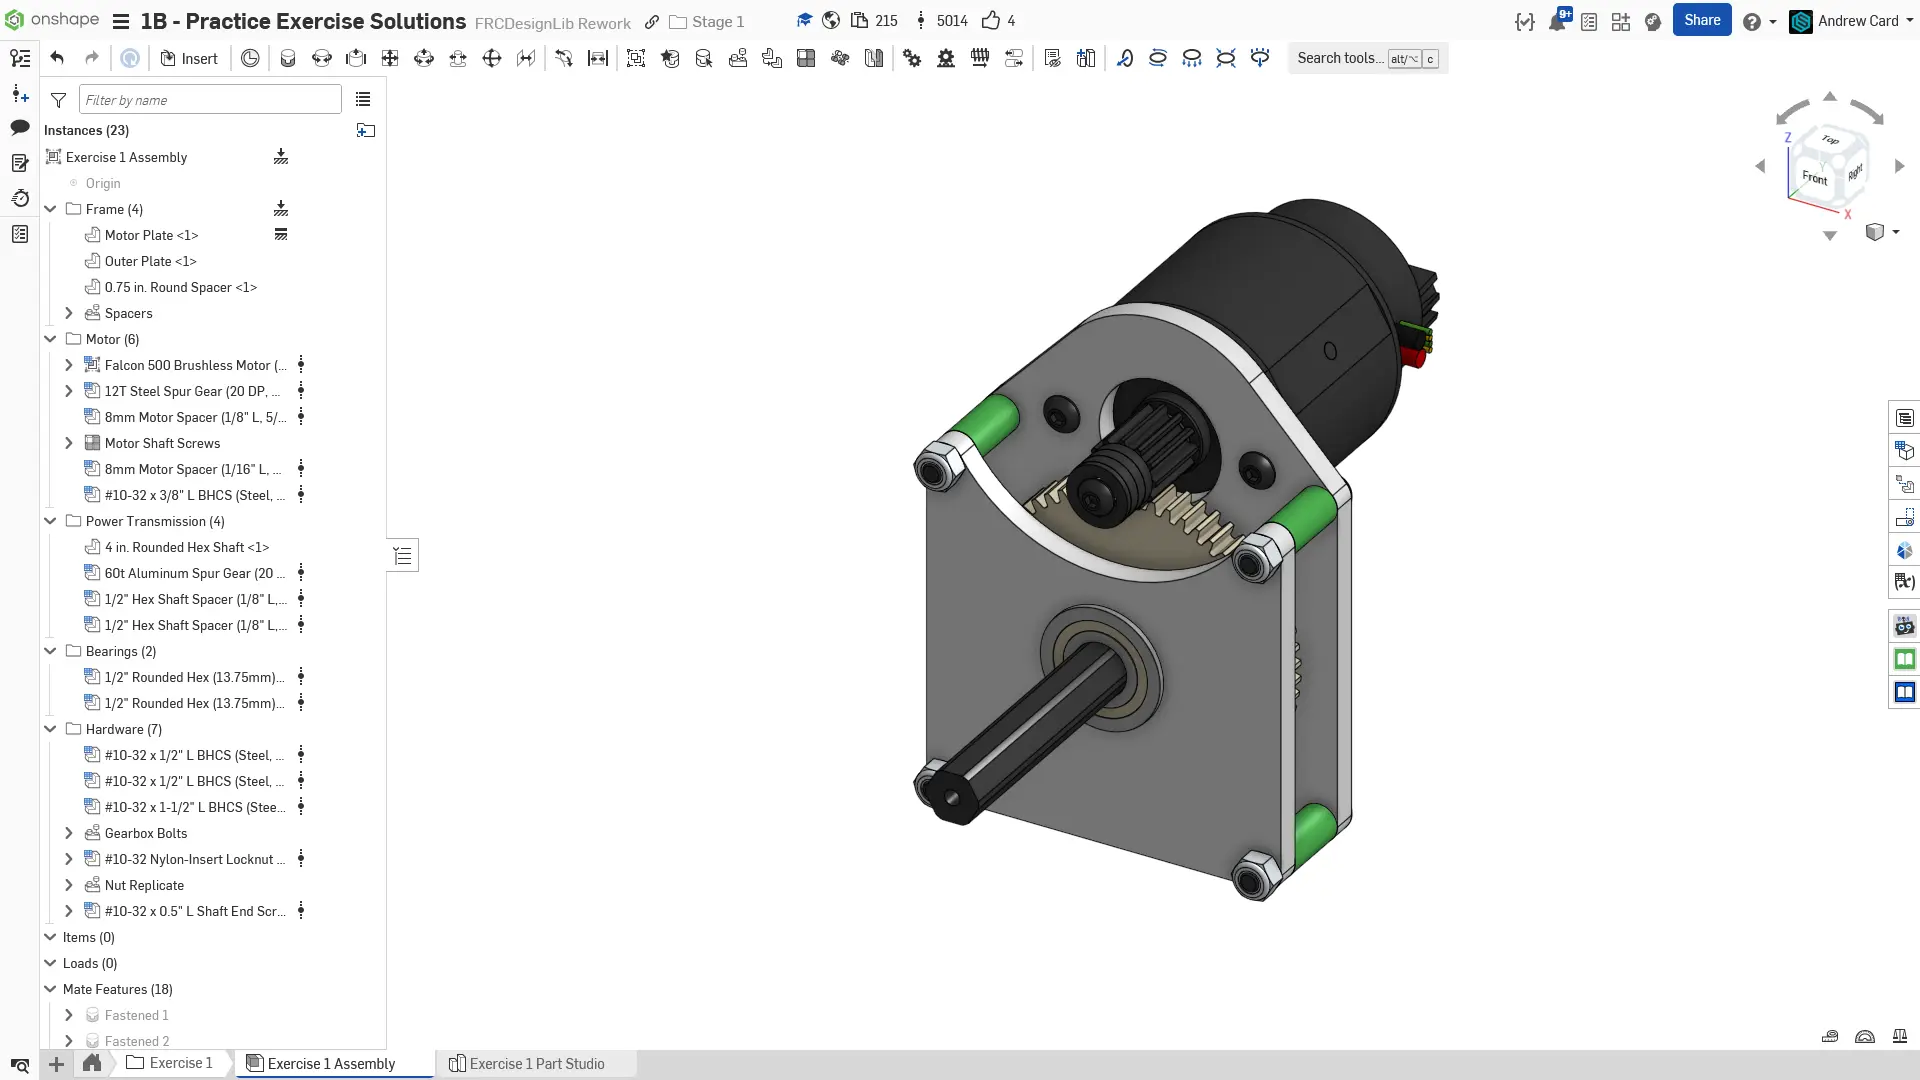 onshape
1B - Practice Exercise Solutions FRCDesignLib Rework Stage 1 215 5014 4
9+
Share
Andrew Card
Insert
Search tools... alt/⌥ c
Filter by name
Instances (23)
Exercise 1 Assembly
Origin
Frame (4)
Motor Plate <1>
Outer Plate <1>
0.75 in. Round Spacer <1>
Spacers
Motor (6)
Falcon 500 Brushless Motor (...
12T Steel Spur Gear (20 DP, ...
8mm Motor Spacer (1/8" L, 5/...
Motor Shaft Screws
8mm Motor Spacer (1/16" L, ...
#10-32 x 3/8" L BHCS (Steel, ...
Power Transmission (4)
4 in. Rounded Hex Shaft <1>
60t Aluminum Spur Gear (20 ...
1/2" Hex Shaft Spacer (1/8" L,...
1/2" Hex Shaft Spacer (1/8" L,...
Bearings (2)
1/2" Rounded Hex (13.75mm)...
1/2" Rounded Hex (13.75mm)...
Hardware (7)
#10-32 x 1/2" L BHCS (Steel, ...
#10-32 x 1/2" L BHCS (Steel, ...
#10-32 x 1-1/2" L BHCS (Stee...
Gearbox Bolts
#10-32 Nylon-Insert Locknut ...
Nut Replicate
#10-32 x 0.5" L Shaft End Scr...
Items (0)
Loads (0)
Mate Features (18)
Fastened 1
Fastened 2
Z
Top
Front
Right
Y
X
(x)
Exercise 1
Exercise 1 Assembly
Exercise 1 Part Studio